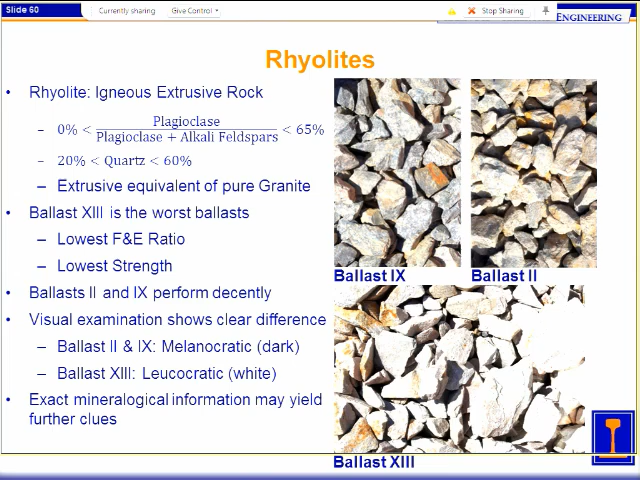 Slide 60
Currently sharing
Give Control
Stop Sharing
ENGINEERING
Rhyolites
• Rhyolite: Igneous Extrusive Rock
– 0% < Plagioclase / Plagioclase + Alkali Feldspars < 65%
– 20% < Quartz < 60%
– Extrusive equivalent of pure Granite
• Ballast XIII is the worst ballasts
– Lowest F&E Ratio
– Lowest Strength
• Ballasts II and IX perform decently
• Visual examination shows clear difference
– Ballast II & IX: Melanocratic (dark)
– Ballast XIII: Leucocratic (white)
• Exact mineralogical information may yield
further clues
Ballast IX
Ballast II
Ballast XIII